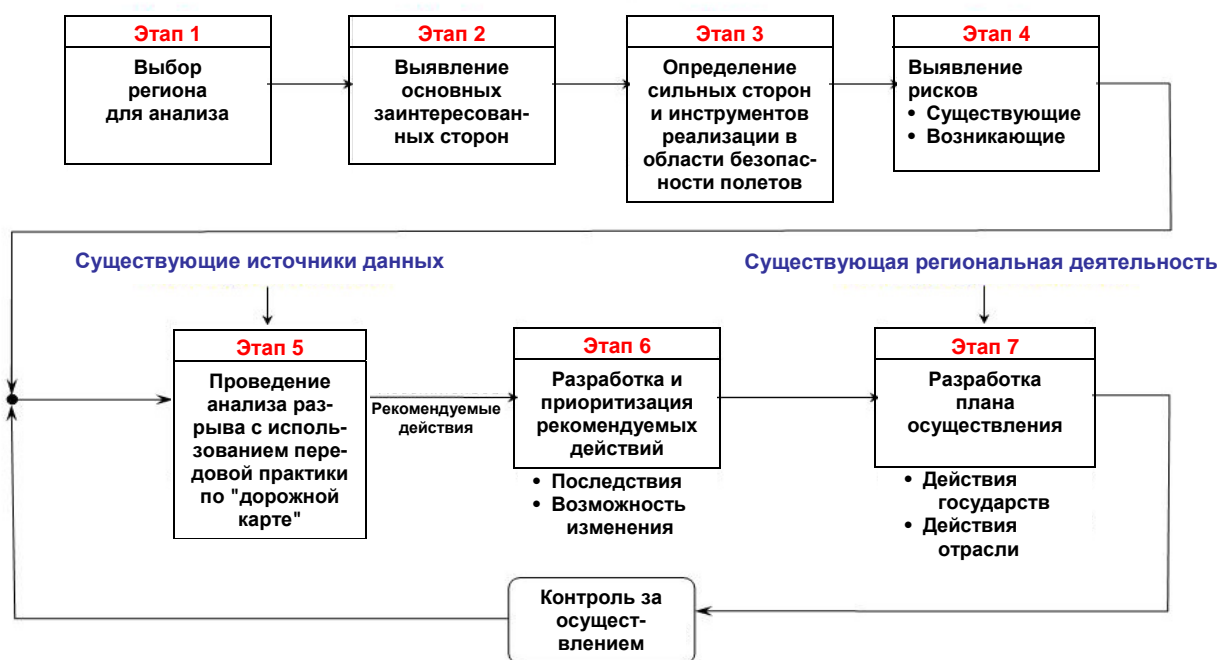 Этап 1
Выбор
региона
для анализа
Этап 2
Выявление
основных
заинтересован-
ных сторон
Этап 3
Определение
сильных сторон
и инструментов
реализации в
области безопас-
ности полетов
Этап 4
Выявление
рисков
• Существующие
• Возникающие
Существующие источники данных
Существующая региональная деятельность
Этап 5
Проведение
анализа раз-
рыва с исполь-
зованием пере-
довой практики
по "дорожной
карте"
Рекомендуемые
действия
Этап 6
Разработка и
приоритизация
рекомендуемых
действий
• Последствия
• Возможность
изменения
Этап 7
Разработка
плана
осуществления
• Действия
государств
• Действия
отрасли
Контроль за
осущест-
влением